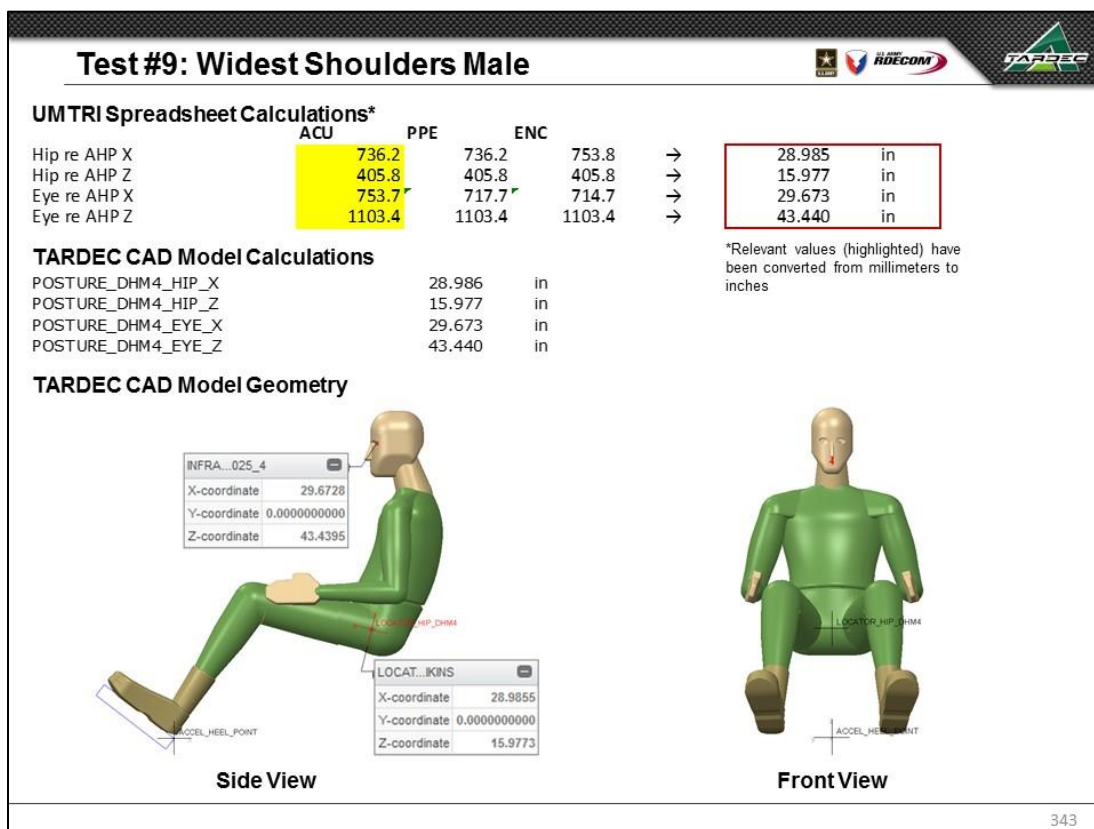 Test #9: Widest Shoulders Male
U.S. ARMY
U.S. ARMY
RDECOM
TARDEC
UMTRI Spreadsheet Calculations*
ACU PPE ENC
Hip re AHP X 736.2 736.2 753.8 → 28.985 in
Hip re AHP Z 405.8 405.8 405.8 → 15.977 in
Eye re AHP X 753.7 717.7 714.7 → 29.673 in
Eye re AHP Z 1103.4 1103.4 1103.4 → 43.440 in
*Relevant values (highlighted) have
been converted from millimeters to
inches
TARDEC CAD Model Calculations
POSTURE_DHM4_HIP_X 28.986 in
POSTURE_DHM4_HIP_Z 15.977 in
POSTURE_DHM4_EYE_X 29.673 in
POSTURE_DHM4_EYE_Z 43.440 in
TARDEC CAD Model Geometry
INFRA...025_4
X-coordinate 29.6728
Y-coordinate 0.0000000000
Z-coordinate 43.4395
LOCATOR_HIP_DHM4
LOCAT...IKINS
X-coordinate 28.9855
Y-coordinate 0.0000000000
Z-coordinate 15.9773
ACCEL_HEEL_POINT
LOCATOR_HIP_DHM4
ACCEL_HEEL_POINT
Side View
Front View
343